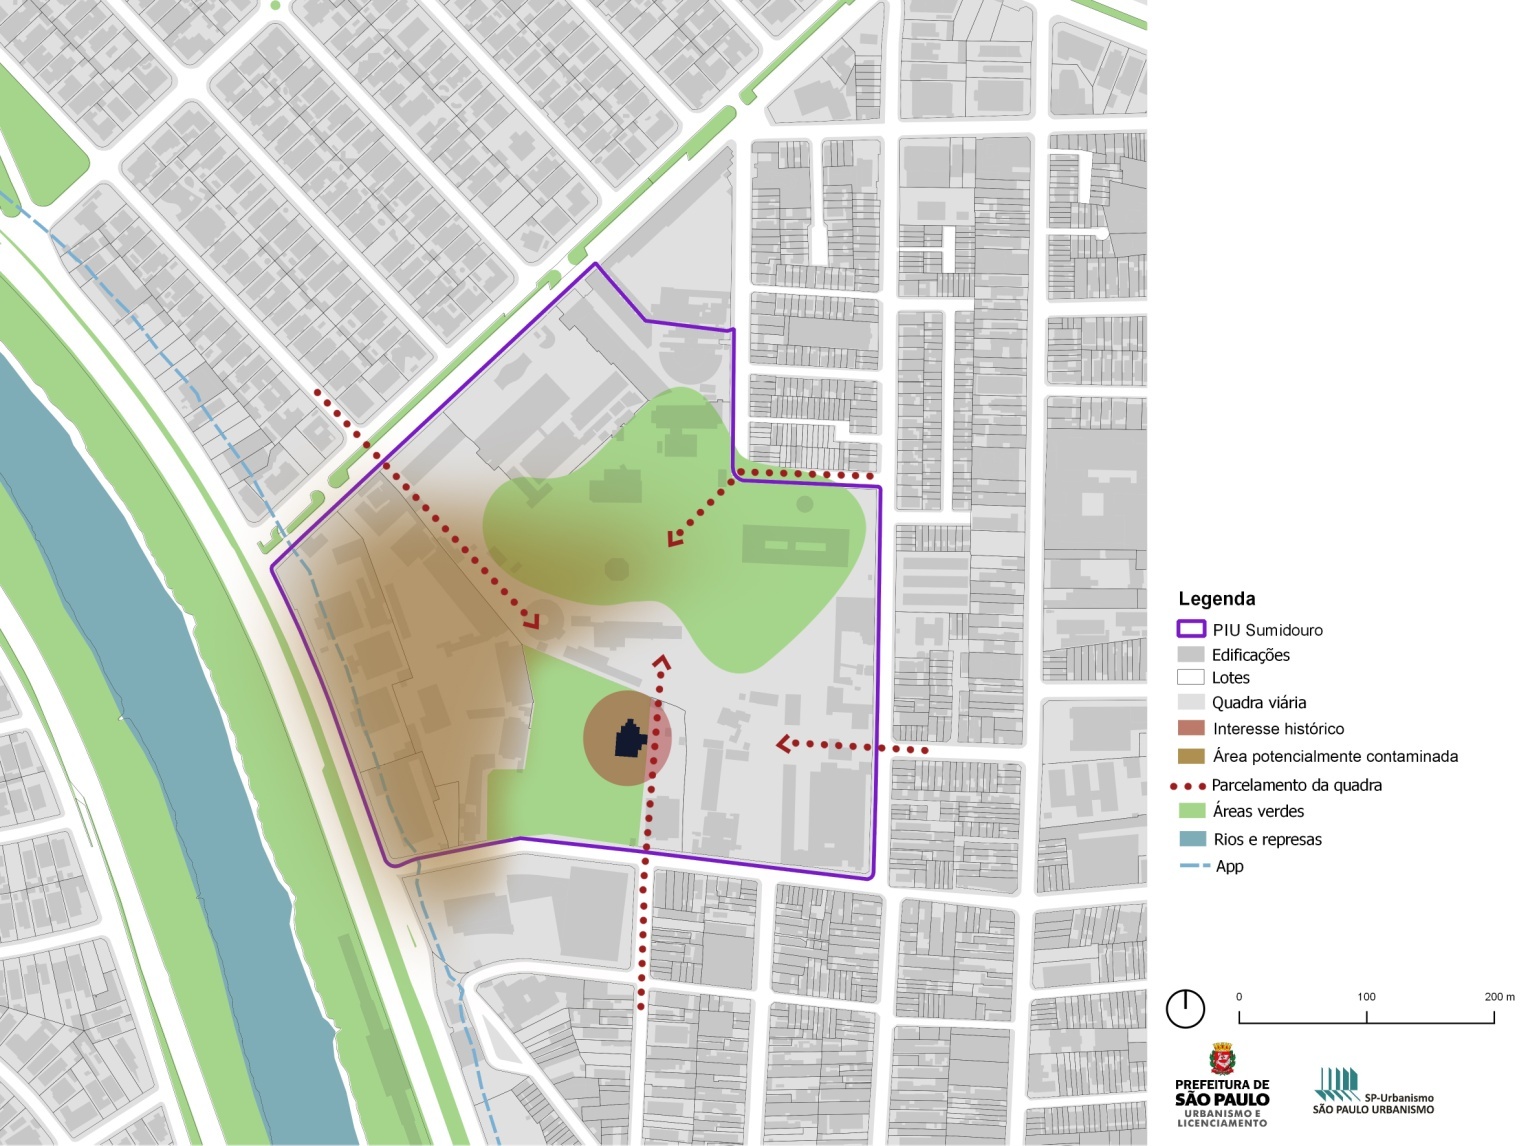 Legenda
PIU Sumidouro
Edificações
Lotes
Quadra viária
Interesse histórico
Área potencialmente contaminada
Parcelamento da quadra
Áreas verdes
Rios e represas
App
0 100 200 m
PREFEITURA DE
SÃO PAULO
URBANISMO E
LICENCIAMENTO
SP-Urbanismo
SÃO PAULO URBANISMO